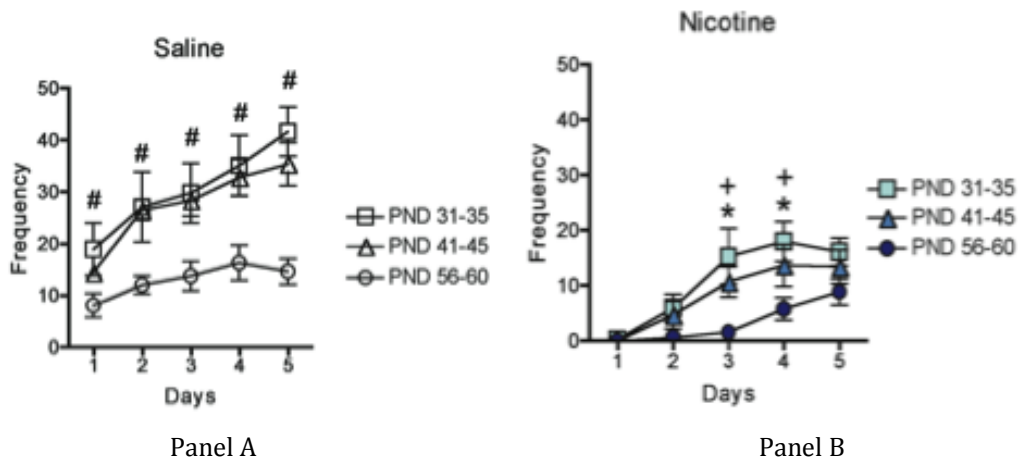 Saline
Frequency
50
40
30
20
10
0
#
#
#
#
#
1 2 3 4 5
Days
PND 31-35
PND 41-45
PND 56-60
Panel A
Nicotine
Frequency
50
40
30
20
10
0
+
*
+
*
1 2 3 4 5
Days
PND 31-35
PND 41-45
PND 56-60
Panel B